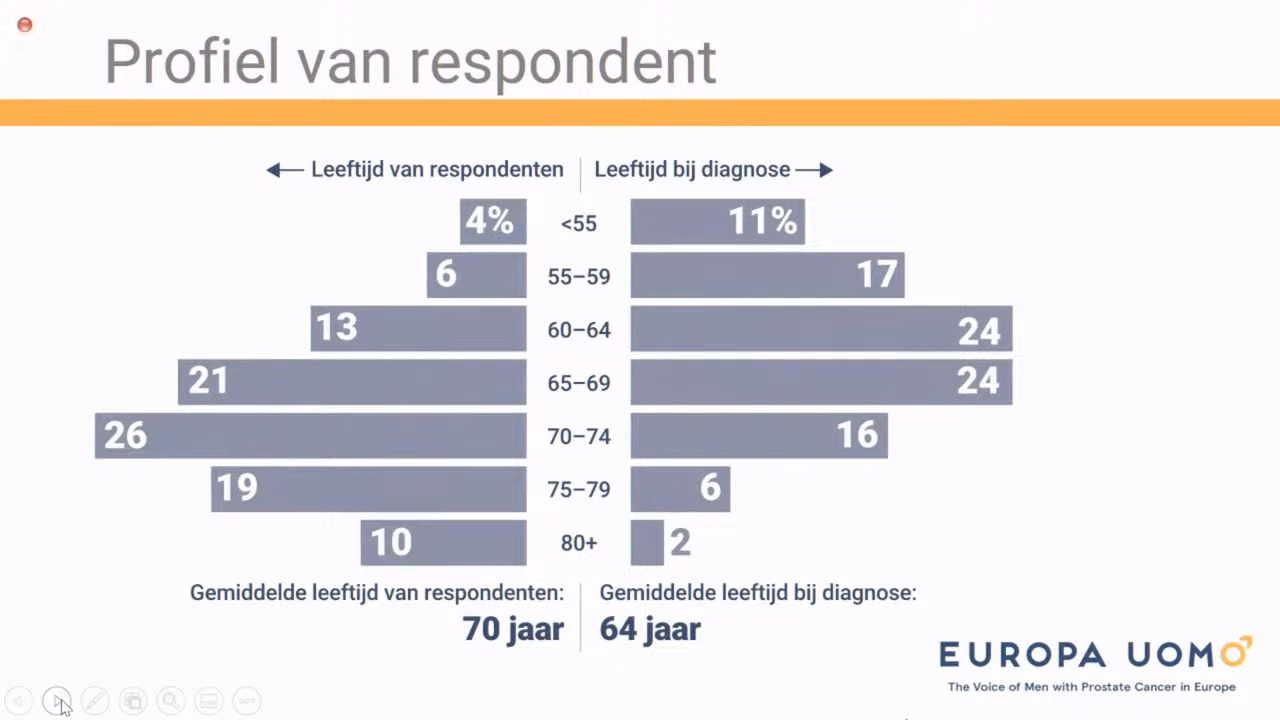 Profiel van respondent
Leeftijd van respondenten Leeftijd bij diagnose
4% <55 11%
6 55–59 17
13 60–64 24
21 65–69 24
26 70–74 16
19 75–79 6
10 80+ 2
Gemiddelde leeftijd van respondenten: Gemiddelde leeftijd bij diagnose:
70 jaar 64 jaar
EUROPA UOMO
The Voice of Men with Prostate Cancer in Europe